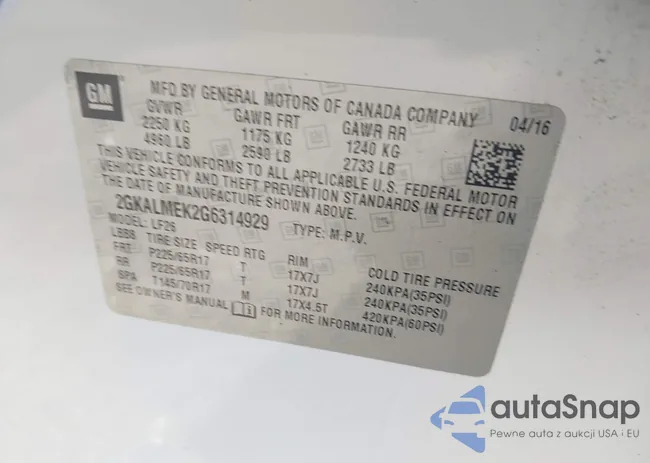 GM
MFD BY GENERAL MOTORS OF CANADA COMPANY 04/16
GVWR GAWR FRT GAWR RR
2250 KG 1175 KG 1240 KG
4960 LB 2590 LB 2733 LB
THIS VEHICLE CONFORMS TO ALL APPLICABLE U.S. FEDERAL MOTOR
VEHICLE SAFETY AND THEFT PREVENTION STANDARDS IN EFFECT ON
THE DATE OF MANUFACTURE SHOWN ABOVE.
2GKALMEK2G6314929 TYPE: M.P.V.
MODEL: LF26
LBBB TIRE SIZE SPEED RTG RIM COLD TIRE PRESSURE
FRT P225/65R17 T 17X7J 240KPA(35PSI)
RR P225/65R17 T 17X7J 240KPA(35PSI)
SPA T145/70R17 M 17X4.5T 420KPA(60PSI)
SEE OWNER'S MANUAL FOR MORE INFORMATION.
autaSnap
Pewne auta z aukcji USA i EU